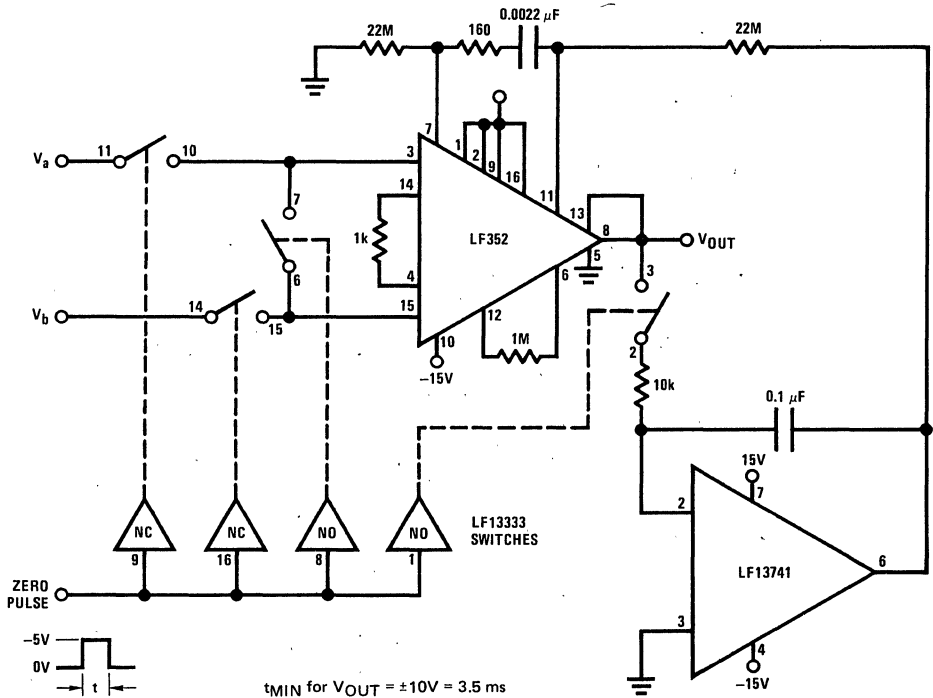 0.0022 μF
22M
160
22M
7
1
2
9
16
Va
11
10
3
14
7
11
13
8
VOUT
1k
LF352
5
3
6
4
6
Vb
14
15
15
12
10
1M
–15V
2
10k
0.1 μF
15V
7
NC
NC
NO
NO
LF13333
SWITCHES
2
9
16
8
1
LF13741
6
ZERO
PULSE
3
–5V
0V
4
–15V
t
tMIN for VOUT = ±10V = 3.5 ms